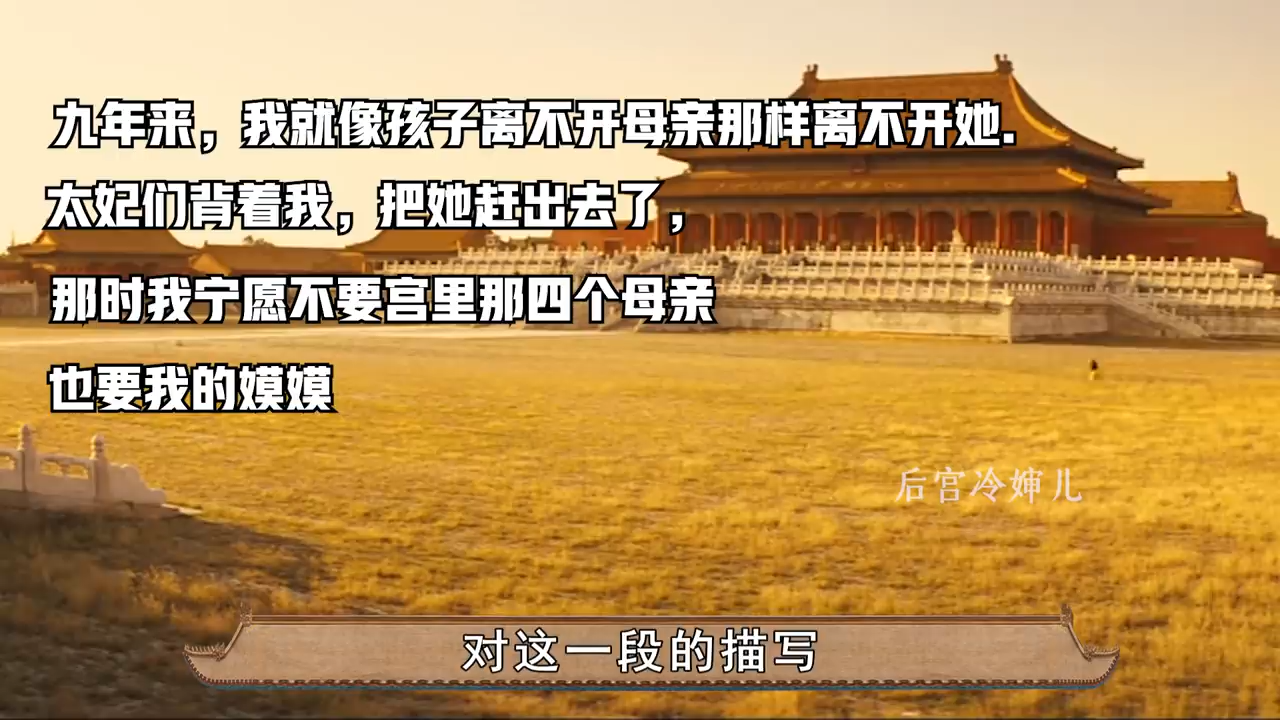 九年来，我就像孩子离不开母亲那样离不开她.
太妃们背着我，把她赶出去了，
那时我宁愿不要宫里那四个母亲
也要我的嫫嫫
后宫冷婶儿
对这一段的描写